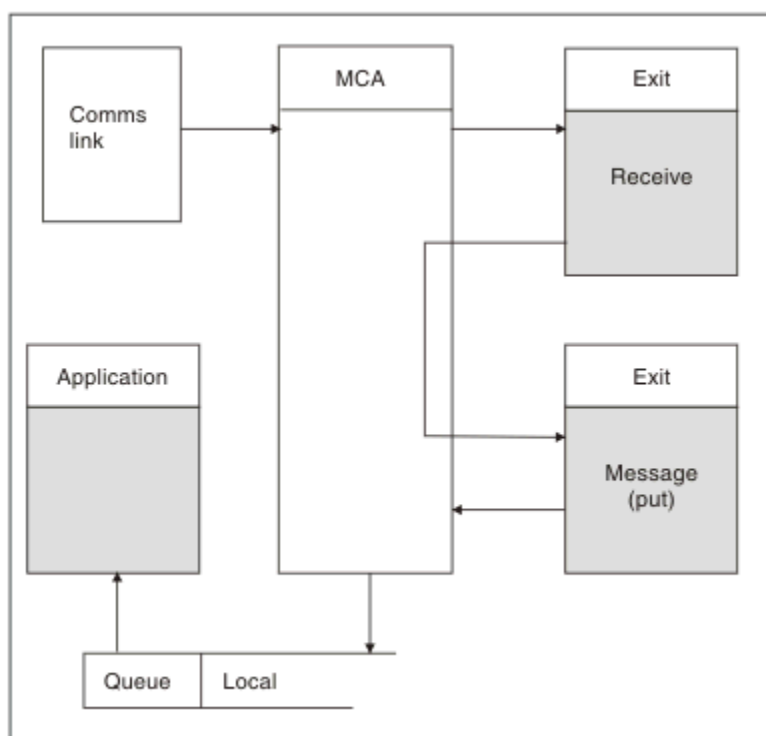 Comms
link
MCA
Exit
Receive
Application
Exit
Message
(put)
Queue
Local